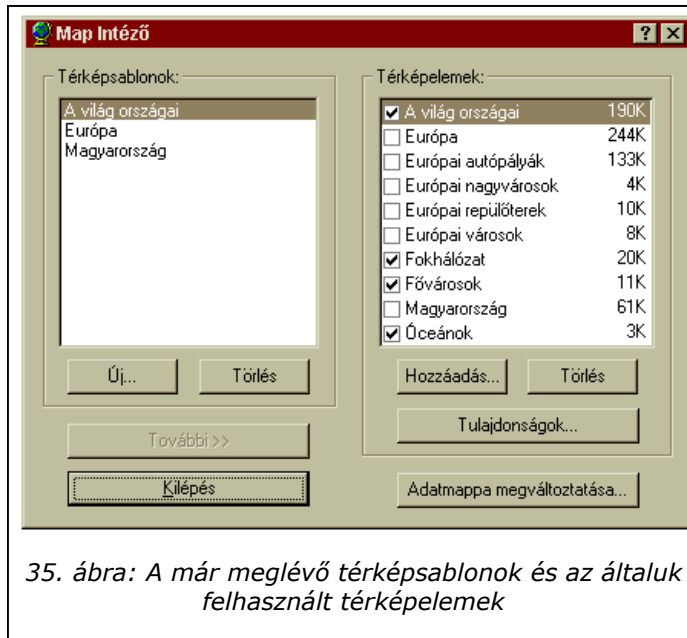 Map Intéző
Térképsablonok:
A világ országai
Európa
Magyarország
Új...
Törlés
További >>
Kilépés
Térképelemek:
A világ országai 190K
Európa 244K
Európai autópályák 133K
Európai nagyvárosok 4K
Európai repülőterek 10K
Európai városok 8K
Fokhálózat 20K
Fővárosok 11K
Magyarország 61K
Óceánok 3K
Hozzáadás...
Törlés
Tulajdonságok...
Adatmappa megváltoztatása...
35. ábra: A már meglévő térképsablonok és az általuk
felhasznált térképelemek